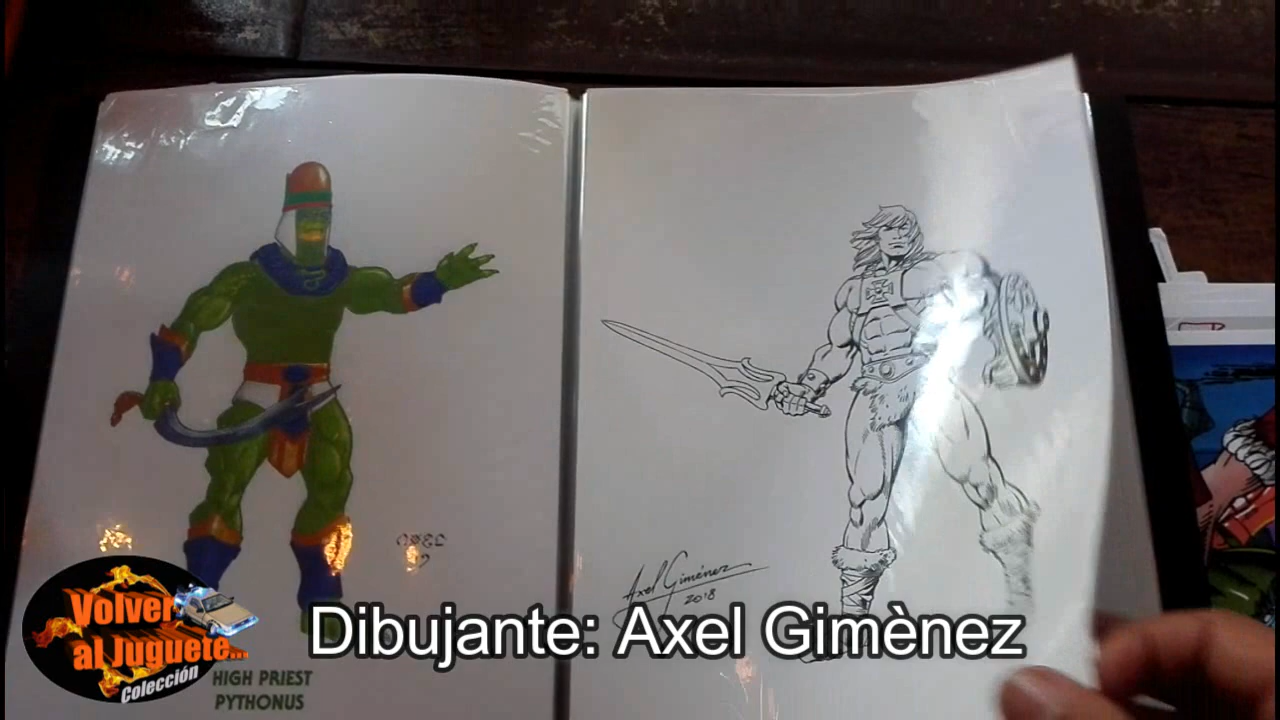 Axel Giménez
2018
Dibujante: Axel Gimènez
Volver
al Juguete...
Colección
HIGH PRIEST
PYTHONUS